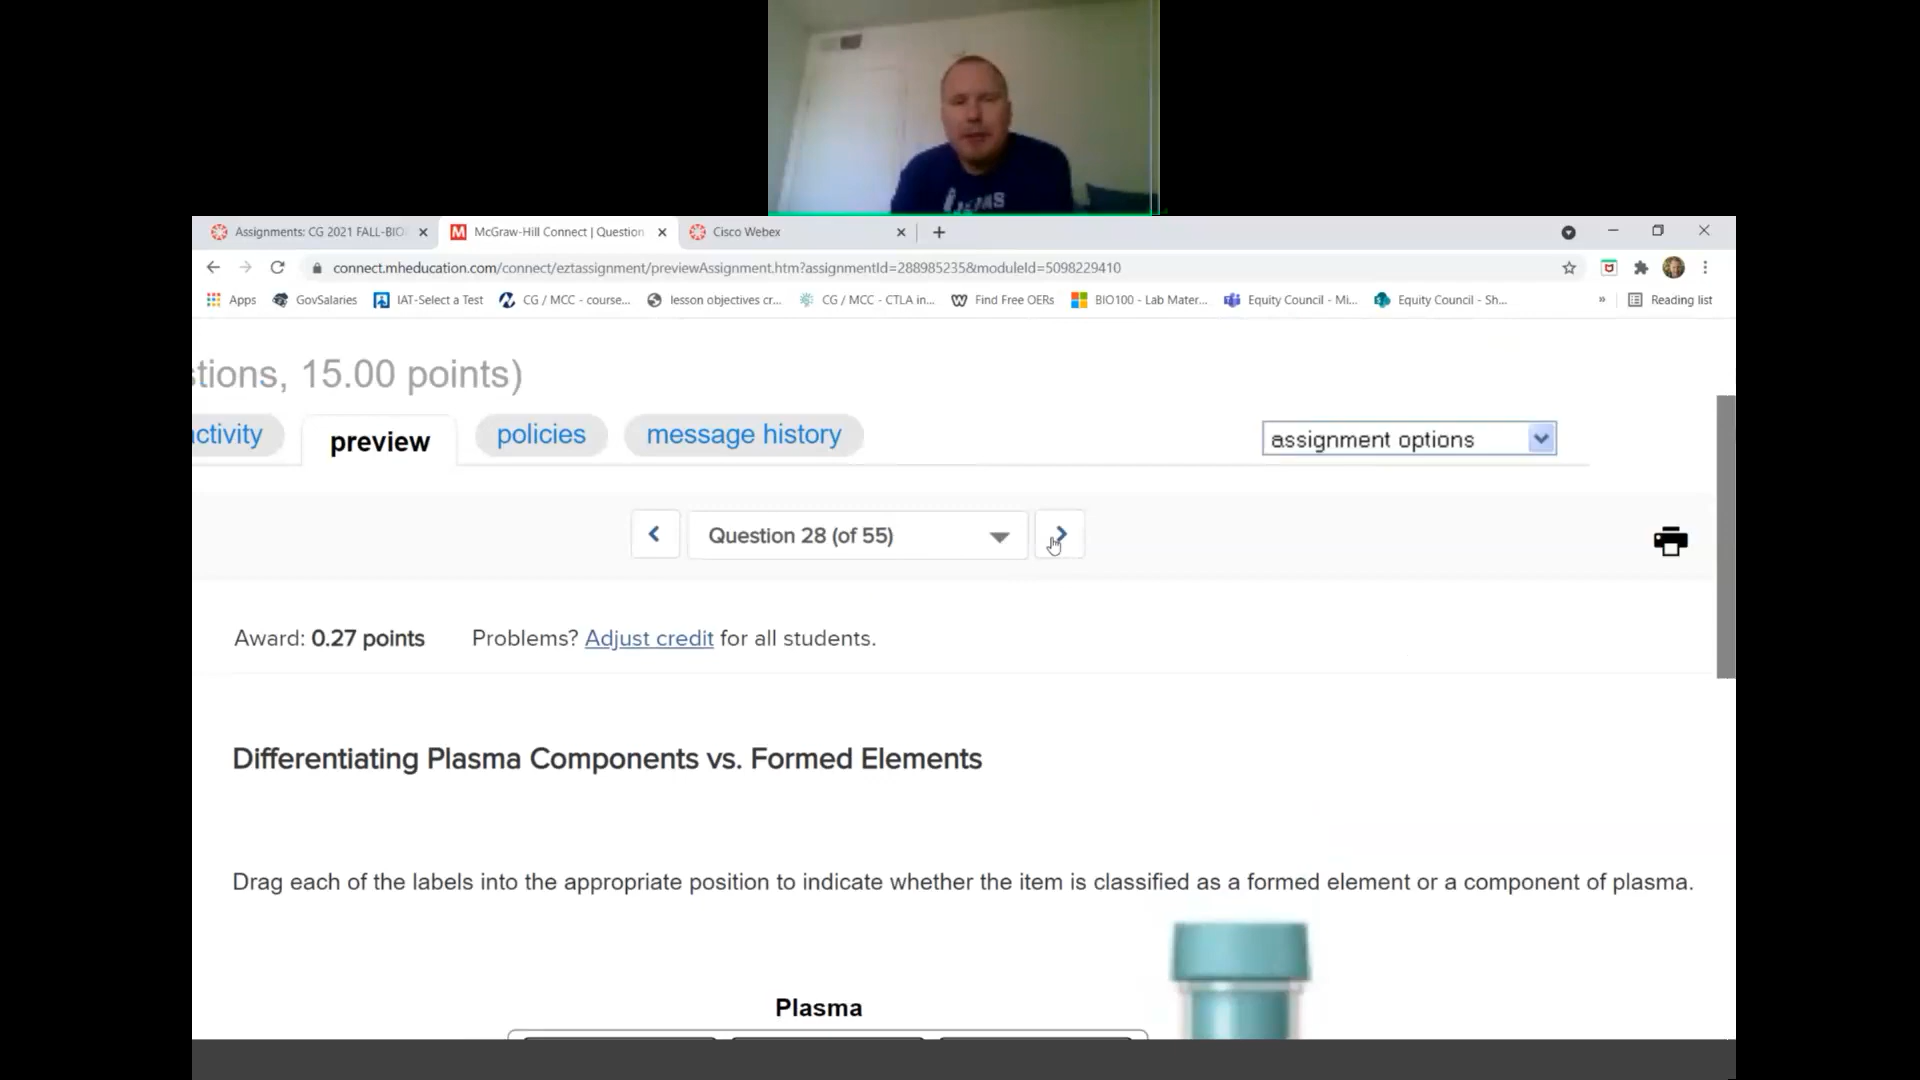 Assignments: CG 2021 FALL-BIO
McGraw-Hill Connect | Question
Cisco Webex
connect.mheducation.com/connect/eztassignment/previewAssignment.htm?assignmentId=288985235&moduleId=5098229410
Apps GovSalaries IAT-Select a Test CG / MCC - course... lesson objectives cr... CG / MCC - CTLA in... Find Free OERs BIO100 - Lab Mater... Equity Council - Mi... Equity Council - Sh... » Reading list
stions, 15.00 points)
activity preview policies message history assignment options
Question 28 (of 55)
Award: 0.27 points Problems? Adjust credit for all students.
Differentiating Plasma Components vs. Formed Elements
Drag each of the labels into the appropriate position to indicate whether the item is classified as a formed element or a component of plasma.
Plasma